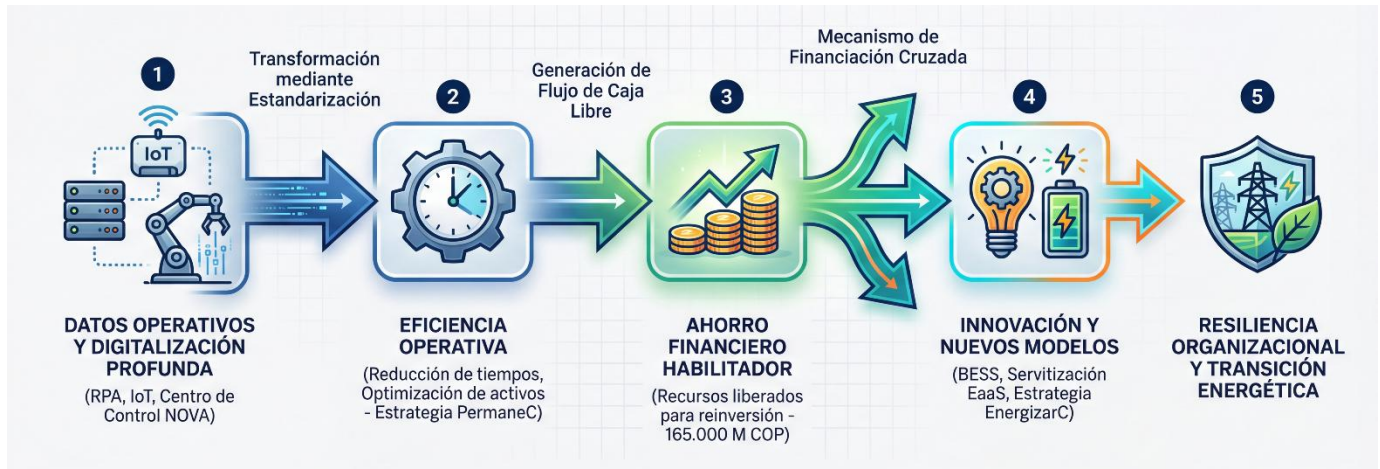 1
IoT
DATOS OPERATIVOS
Y DIGITALIZACIÓN
PROFUNDA
(RPA, IoT, Centro de
Control NOVA)
Transformación
mediante
Estandarización
2
EFICIENCIA
OPERATIVA
(Reducción de tiempos,
Optimización de activos
- Estrategia PermaneC)
Generación de
Flujo de Caja
Libre
3
AHORRO
FINANCIERO
HABILITADOR
(Recursos liberados
para reinversión -
165.000 M COP)
Mecanismo de
Financiación Cruzada
4
INNOVACIÓN Y
NUEVOS MODELOS
(BESS, Servitización
EaaS, Estrategia
EnergizarC)
5
RESILIENCIA
ORGANIZACIONAL
Y TRANSICIÓN
ENERGÉTICA